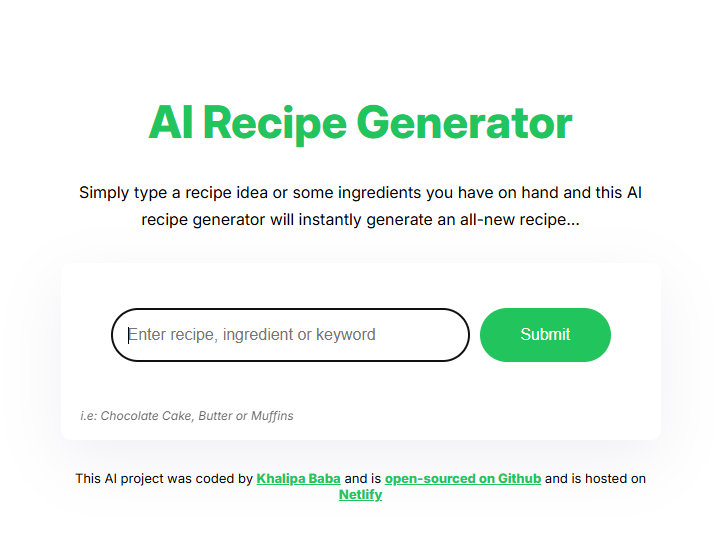 AI Recipe Generator
Simply type a recipe idea or some ingredients you have on hand and this AI
recipe generator will instantly generate an all-new recipe...
Enter recipe, ingredient or keyword
Submit
i.e: Chocolate Cake, Butter or Muffins
This AI project was coded by Khalipa Baba and is open-sourced on Github and is hosted on
Netlify